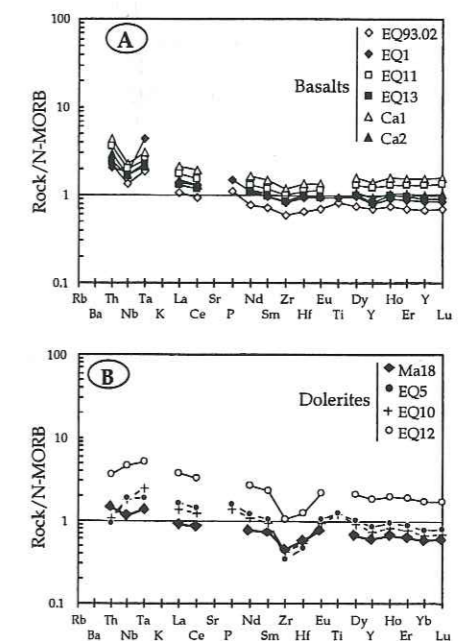 A
Basalts
EQ93.02
EQ1
EQ11
EQ13
Ca1
Ca2
Rock/N-MORB
100
10
1
0.1
Rb Th Ta La Sr Nd Zr Eu Dy Ho Y Lu
Ba Nb K Ce P Sm Hf Ti Y Er
B
Dolerites
Ma18
EQ5
EQ10
EQ12
Rock/N-MORB
100
10
1
0.1
Rb Th Ta La Sr Nd Zr Eu Dy Ho Yb Lu
Ba Nb K Ce P Sm Hf Ti Y Er